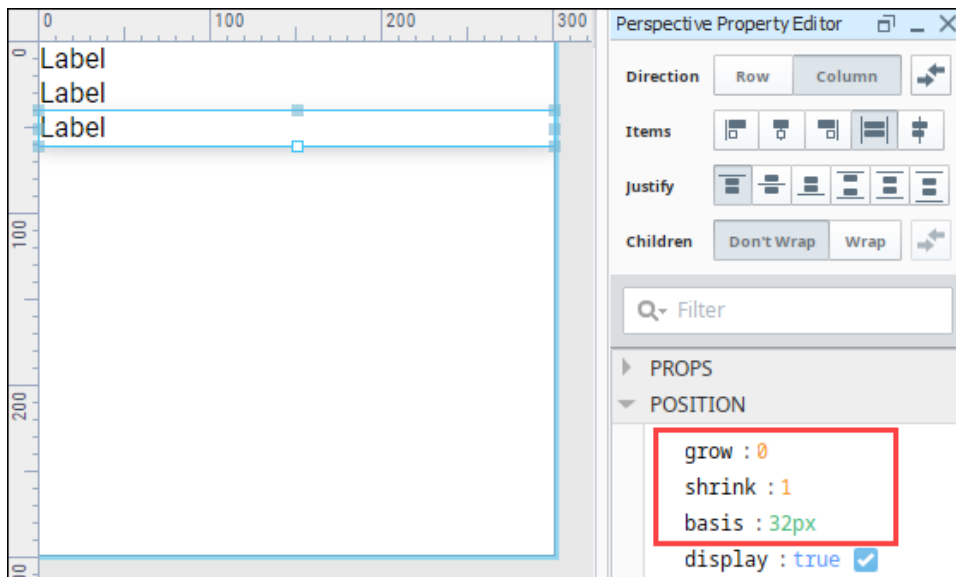 0 100 200 300
0
100
200
300
Label
Label
Label
Perspective Property Editor
Direction Row Column
Items
Justify
Children Don't Wrap Wrap
Filter
PROPS
POSITION
grow : 0
shrink : 1
basis : 32px
display : true